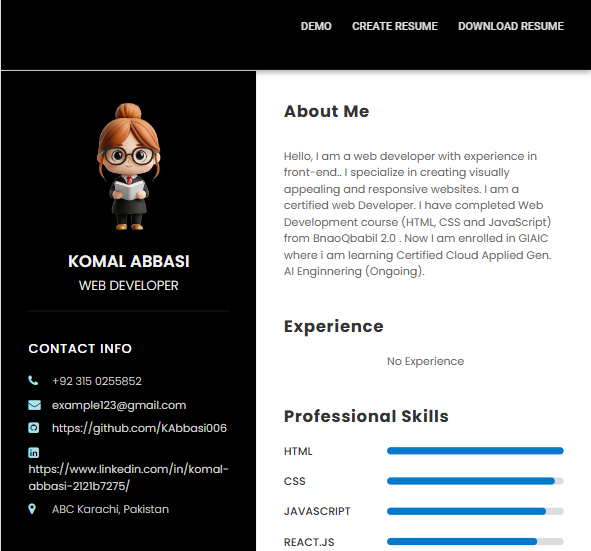 DEMO CREATE RESUME DOWNLOAD RESUME
KOMAL ABBASI
WEB DEVELOPER
CONTACT INFO
+92 315 0255852
example123@gmail.com
https://github.com/KAbbasi006
https://www.linkedin.com/in/komal-
abbasi-2121b7275/
ABC Karachi, Pakistan
About Me
Hello, I am a web developer with experience in
front-end.. I specialize in creating visually
appealing and responsive websites. I am a
certified web Developer. I have completed Web
Development course (HTML, CSS and JavaScript)
from BnaoQbabil 2.0 . Now I am enrolled in GIAIC
where i am learning Certified Cloud Applied Gen.
AI Enginnering (Ongoing).
Experience
No Experience
Professional Skills
HTML
CSS
JAVASCRIPT
REACT.JS